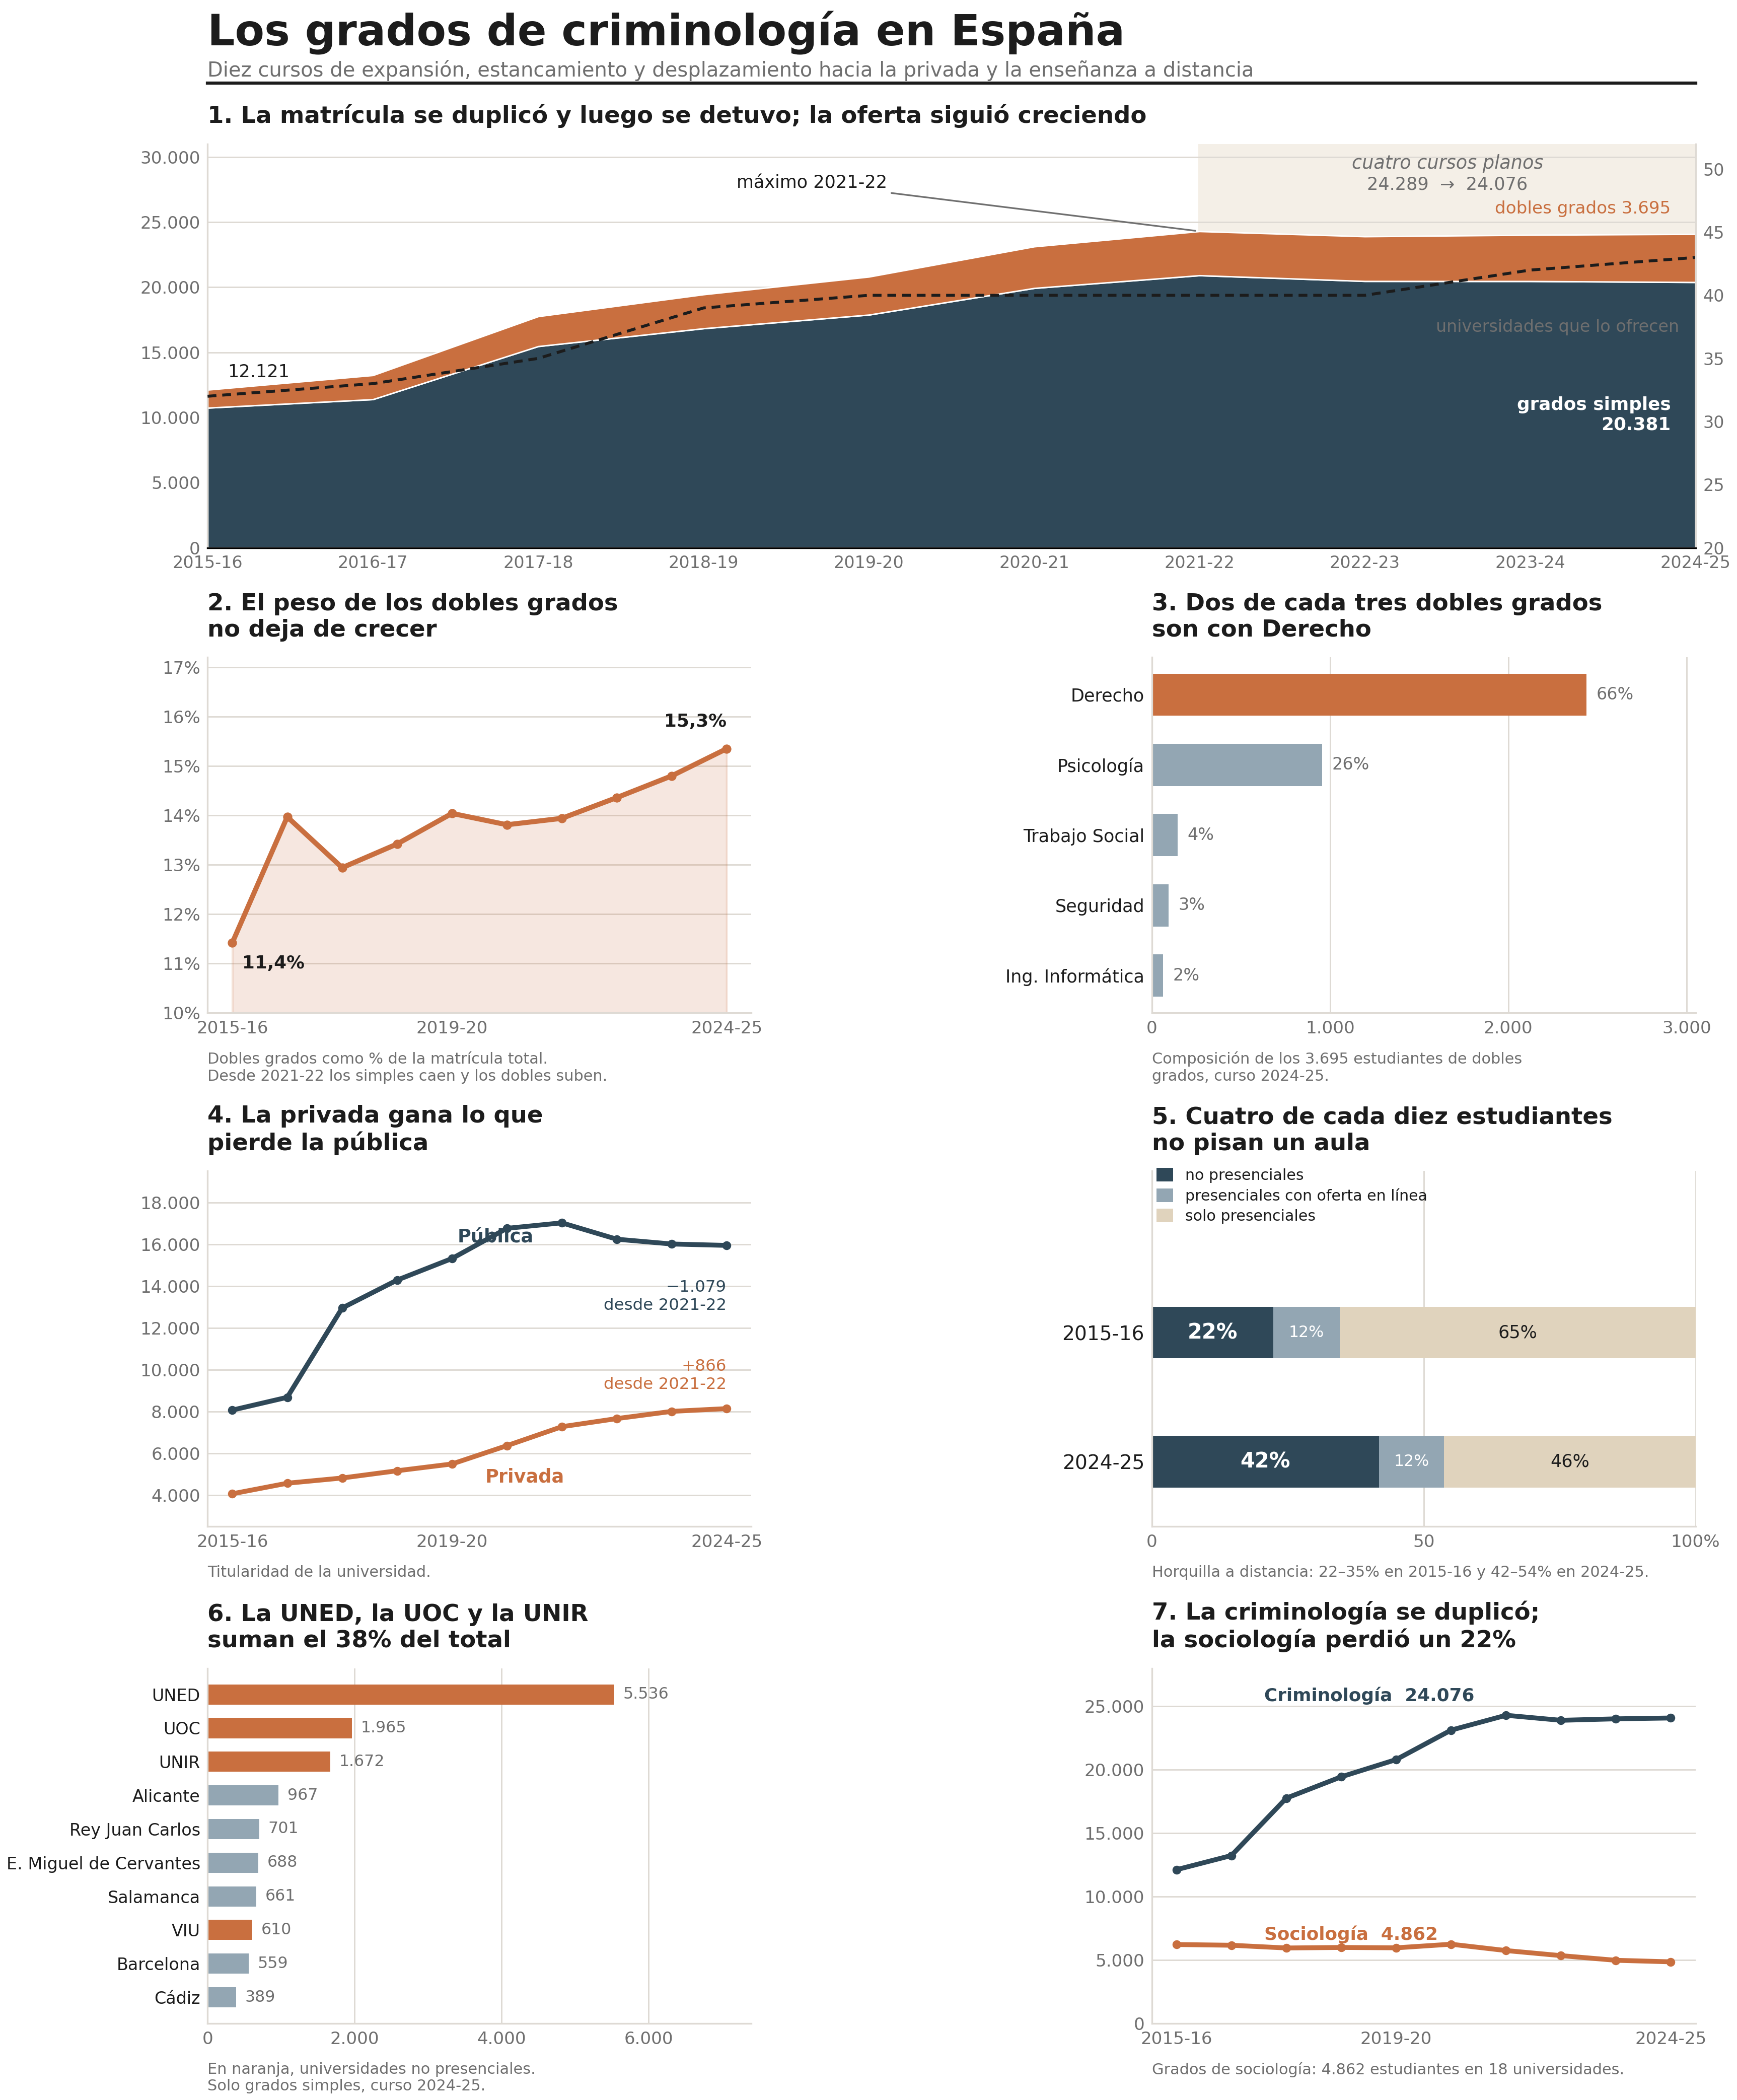 Los grados de criminología en España
Diez cursos de expansión, estancamiento y desplazamiento hacia la privada y la enseñanza a distancia
1. La matrícula se duplicó y luego se detuvo; la oferta siguió creciendo
30.000
25.000
20.000
15.000
10.000
5.000
0
50
45
40
35
30
25
20
máximo 2021-22
cuatro cursos planos
24.289 → 24.076
dobles grados 3.695
12.121
universidades que lo ofrecen
grados simples
20.381
2015-16
2016-17
2017-18
2018-19
2019-20
2020-21
2021-22
2022-23
2023-24
2024-25
2. El peso de los dobles grados
no deja de crecer
17%
16%
15%
14%
13%
12%
11%
10%
15,3%
11,4%
2015-16
2019-20
2024-25
Dobles grados como % de la matrícula total.
Desde 2021-22 los simples caen y los dobles suben.
3. Dos de cada tres dobles grados
son con Derecho
Derecho
66%
Psicología
26%
Trabajo Social
4%
Seguridad
3%
Ing. Informática
2%
0
1.000
2.000
3.000
Composición de los 3.695 estudiantes de dobles
grados, curso 2024-25.
4. La privada gana lo que
pierde la pública
18.000
16.000
14.000
12.000
10.000
8.000
6.000
4.000
Pública
−1.079
desde 2021-22
+866
desde 2021-22
Privada
2015-16
2019-20
2024-25
Titularidad de la universidad.
5. Cuatro de cada diez estudiantes
no pisan un aula
no presenciales
presenciales con oferta en línea
solo presenciales
2015-16
22%
12%
65%
2024-25
42%
12%
46%
0
50
100%
Horquilla a distancia: 22–35% en 2015-16 y 42–54% en 2024-25.
6. La UNED, la UOC y la UNIR
suman el 38% del total
UNED
5.536
UOC
1.965
UNIR
1.672
Alicante
967
Rey Juan Carlos
701
E. Miguel de Cervantes
688
Salamanca
661
VIU
610
Barcelona
559
Cádiz
389
0
2.000
4.000
6.000
En naranja, universidades no presenciales.
Solo grados simples, curso 2024-25.
7. La criminología se duplicó;
la sociología perdió un 22%
25.000
20.000
15.000
10.000
5.000
0
Criminología 24.076
Sociología 4.862
2015-16
2019-20
2024-25
Grados de sociología: 4.862 estudiantes en 18 universidades.